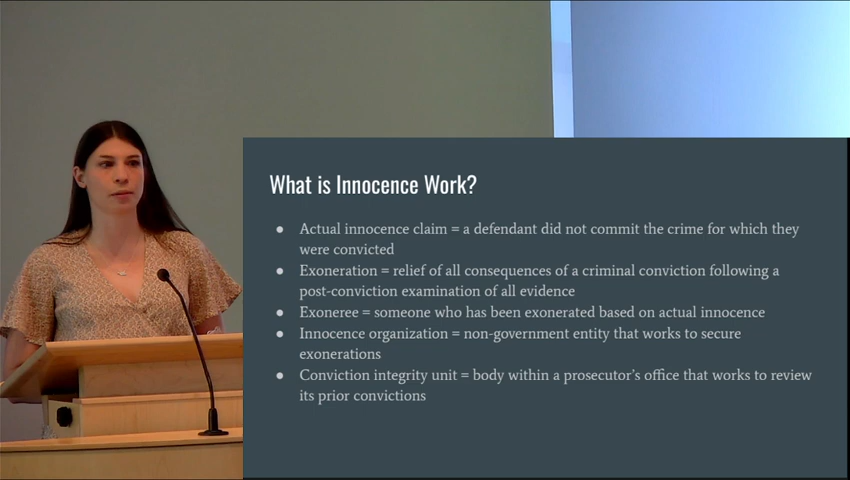 What is Innocence Work?
● Actual innocence claim = a defendant did not commit the crime for which they
were convicted
● Exoneration = relief of all consequences of a criminal conviction following a
post-conviction examination of all evidence
● Exoneree = someone who has been exonerated based on actual innocence
● Innocence organization = non-government entity that works to secure
exonerations
● Conviction integrity unit = body within a prosecutor's office that works to review
its prior convictions